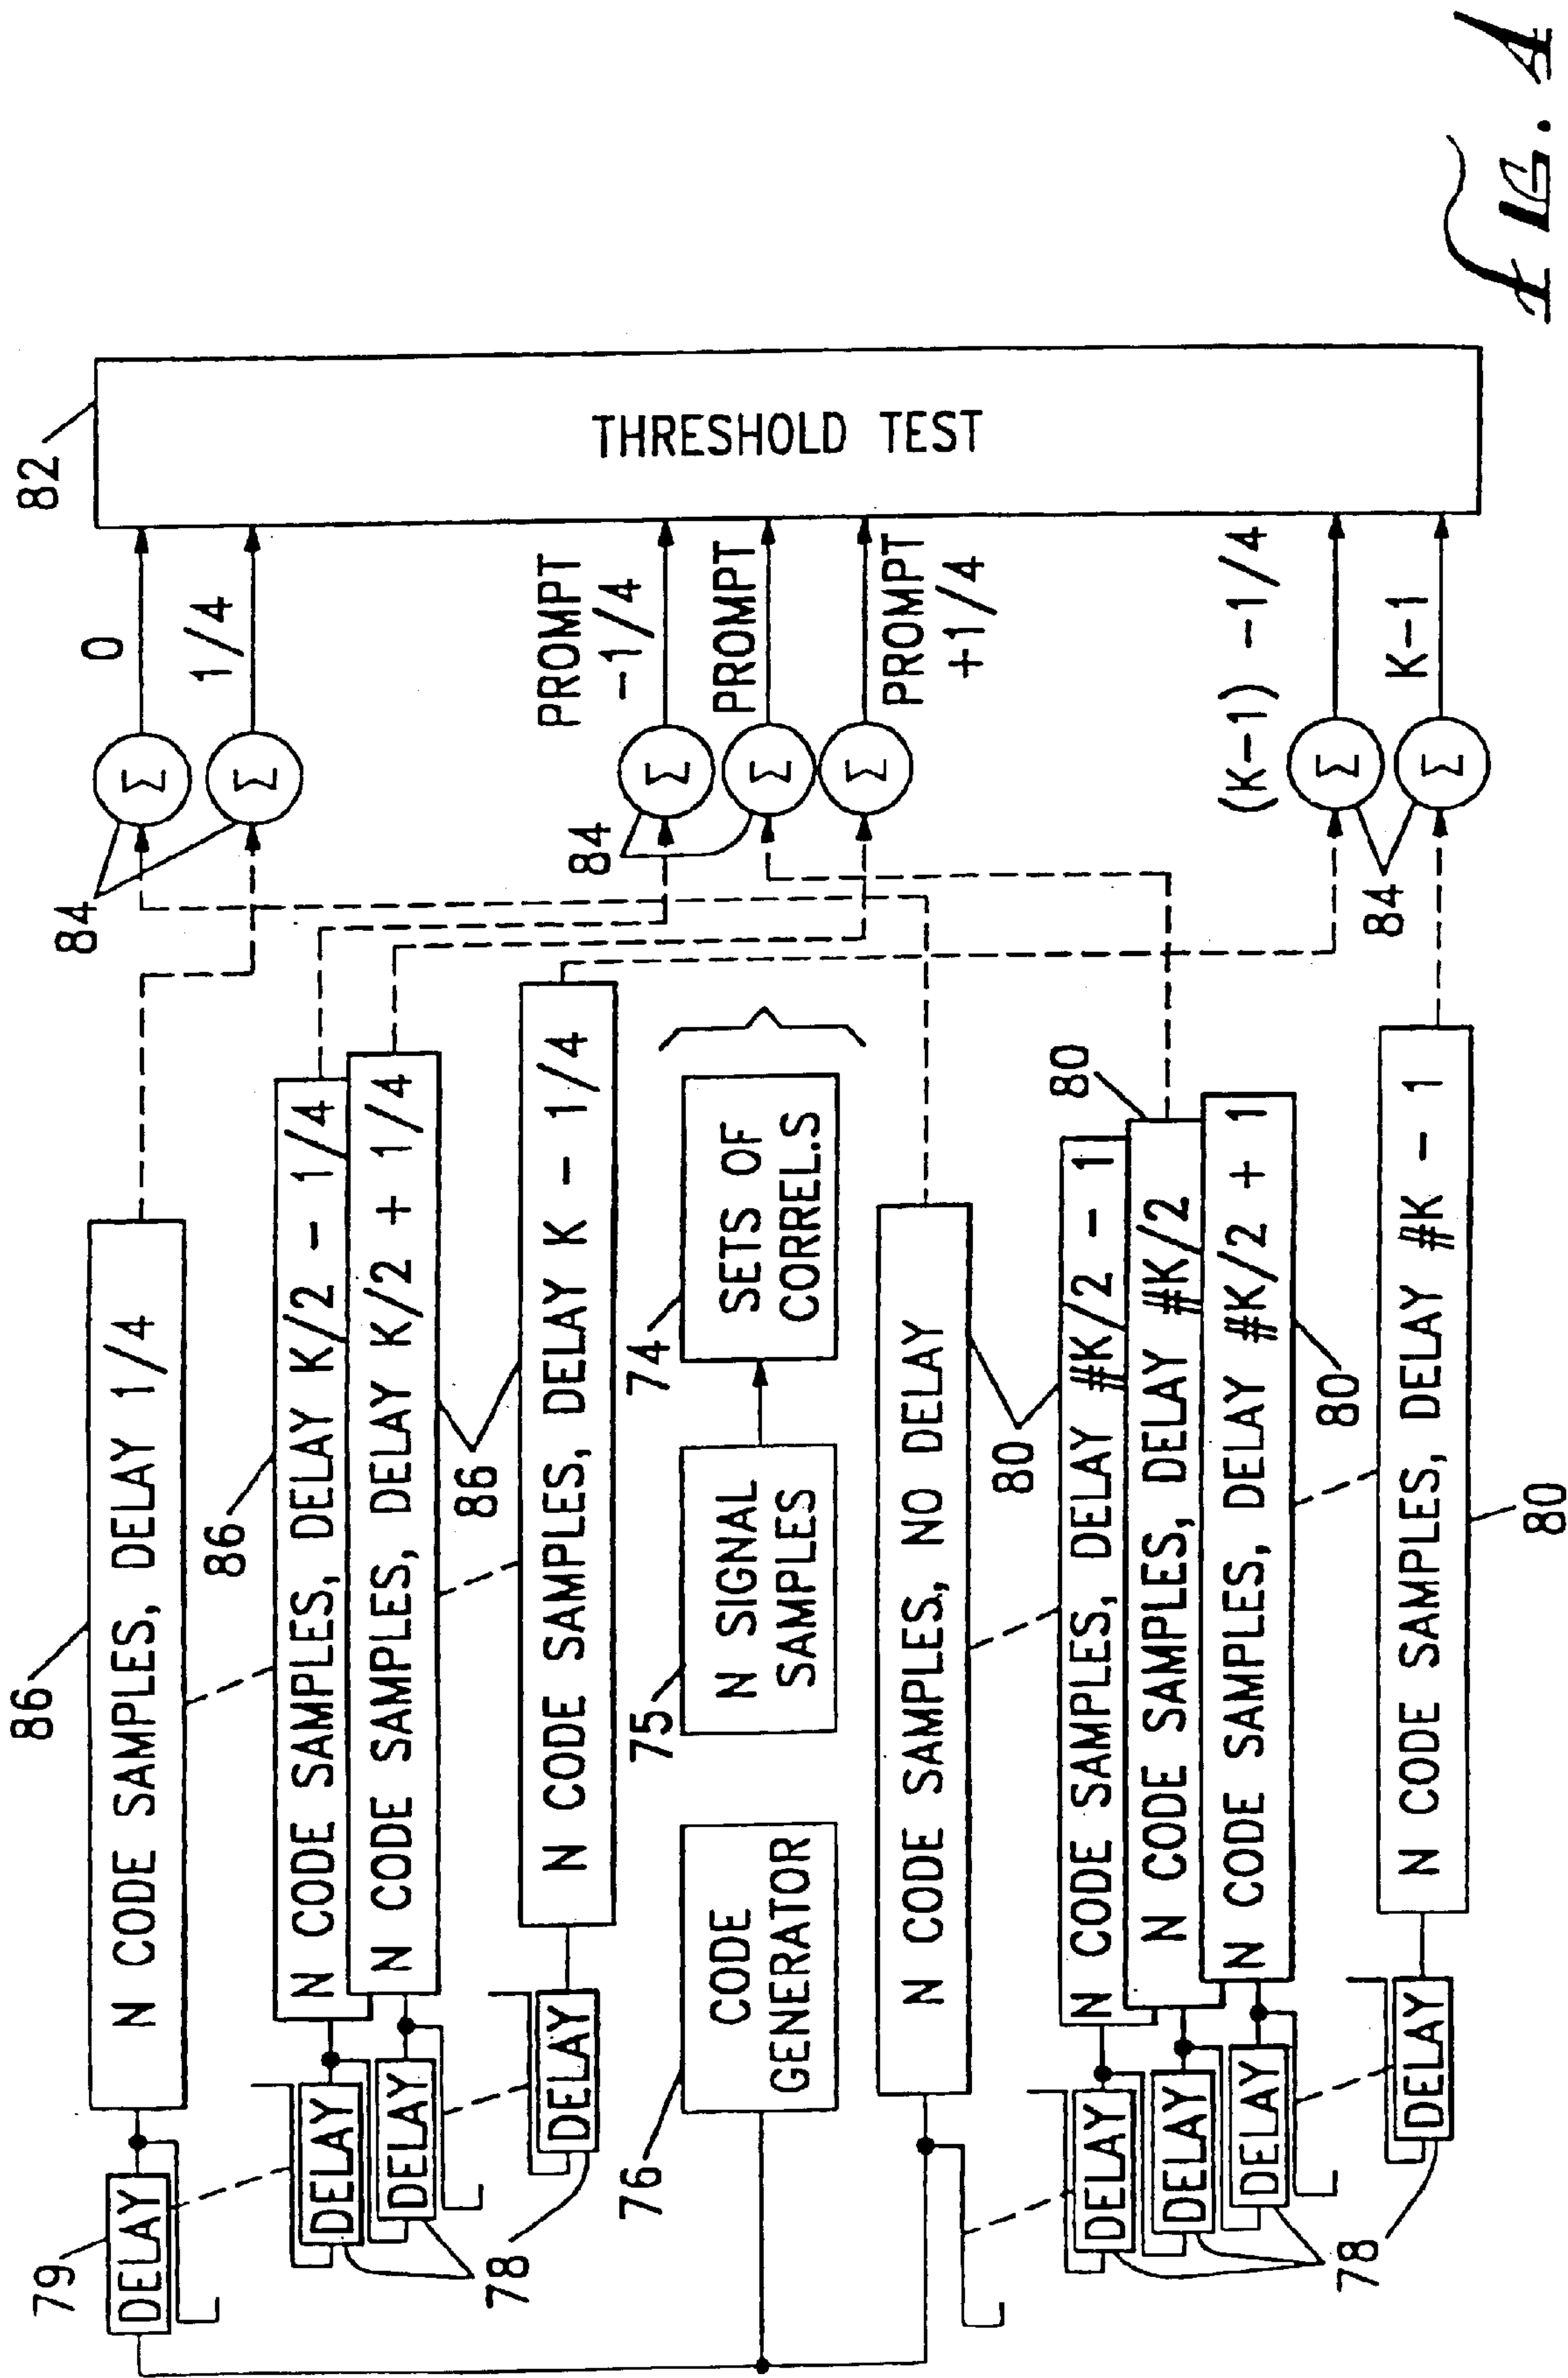 79
DELAY
86
N CODE SAMPLES, DELAY 1/4
84
Σ
0
Σ
1/4
82
THRESHOLD TEST
DELAY
86
N CODE SAMPLES, DELAY K/2 - 1/4
DELAY
N CODE SAMPLES, DELAY K/2 + 1/4
78
86
DELAY
N CODE SAMPLES, DELAY K - 1/4
84
Σ
PROMPT
-1/4
Σ
PROMPT
Σ
PROMPT
+1/4
76
CODE
GENERATOR
75
N SIGNAL
SAMPLES
74
SETS OF
CORREL.S
N CODE SAMPLES, NO DELAY
80
80
DELAY
N CODE SAMPLES, DELAY #K/2 - 1
DELAY
N CODE SAMPLES, DELAY #K/2
DELAY
N CODE SAMPLES, DELAY #K/2 + 1
78
80
DELAY
N CODE SAMPLES, DELAY #K - 1
80
Σ
(K-1) -1/4
Σ
K-1
84
FIG. 4